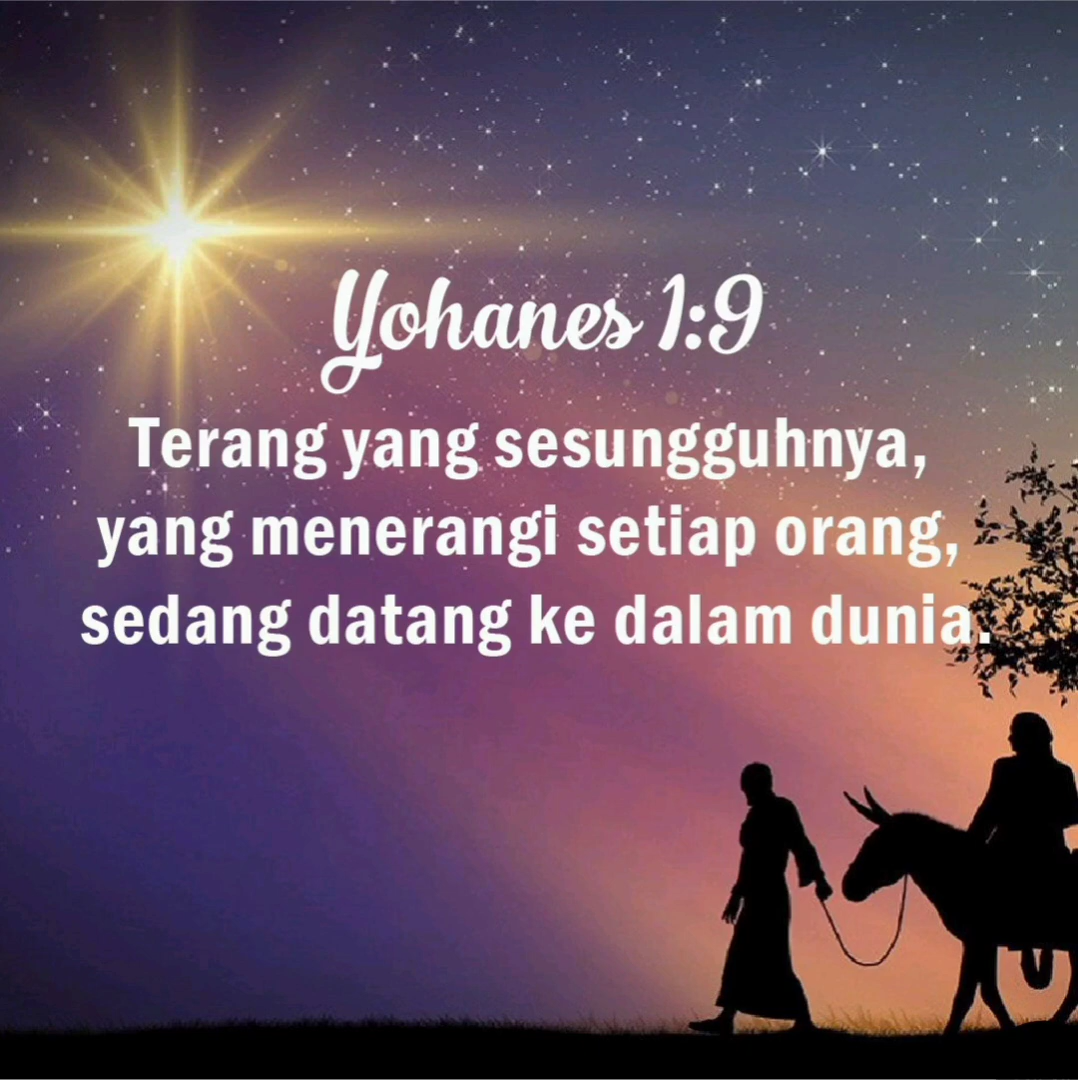 Yohanes 1:9
Terang yang sesungguhnya,
yang menerangi setiap orang,
sedang datang ke dalam dunia.